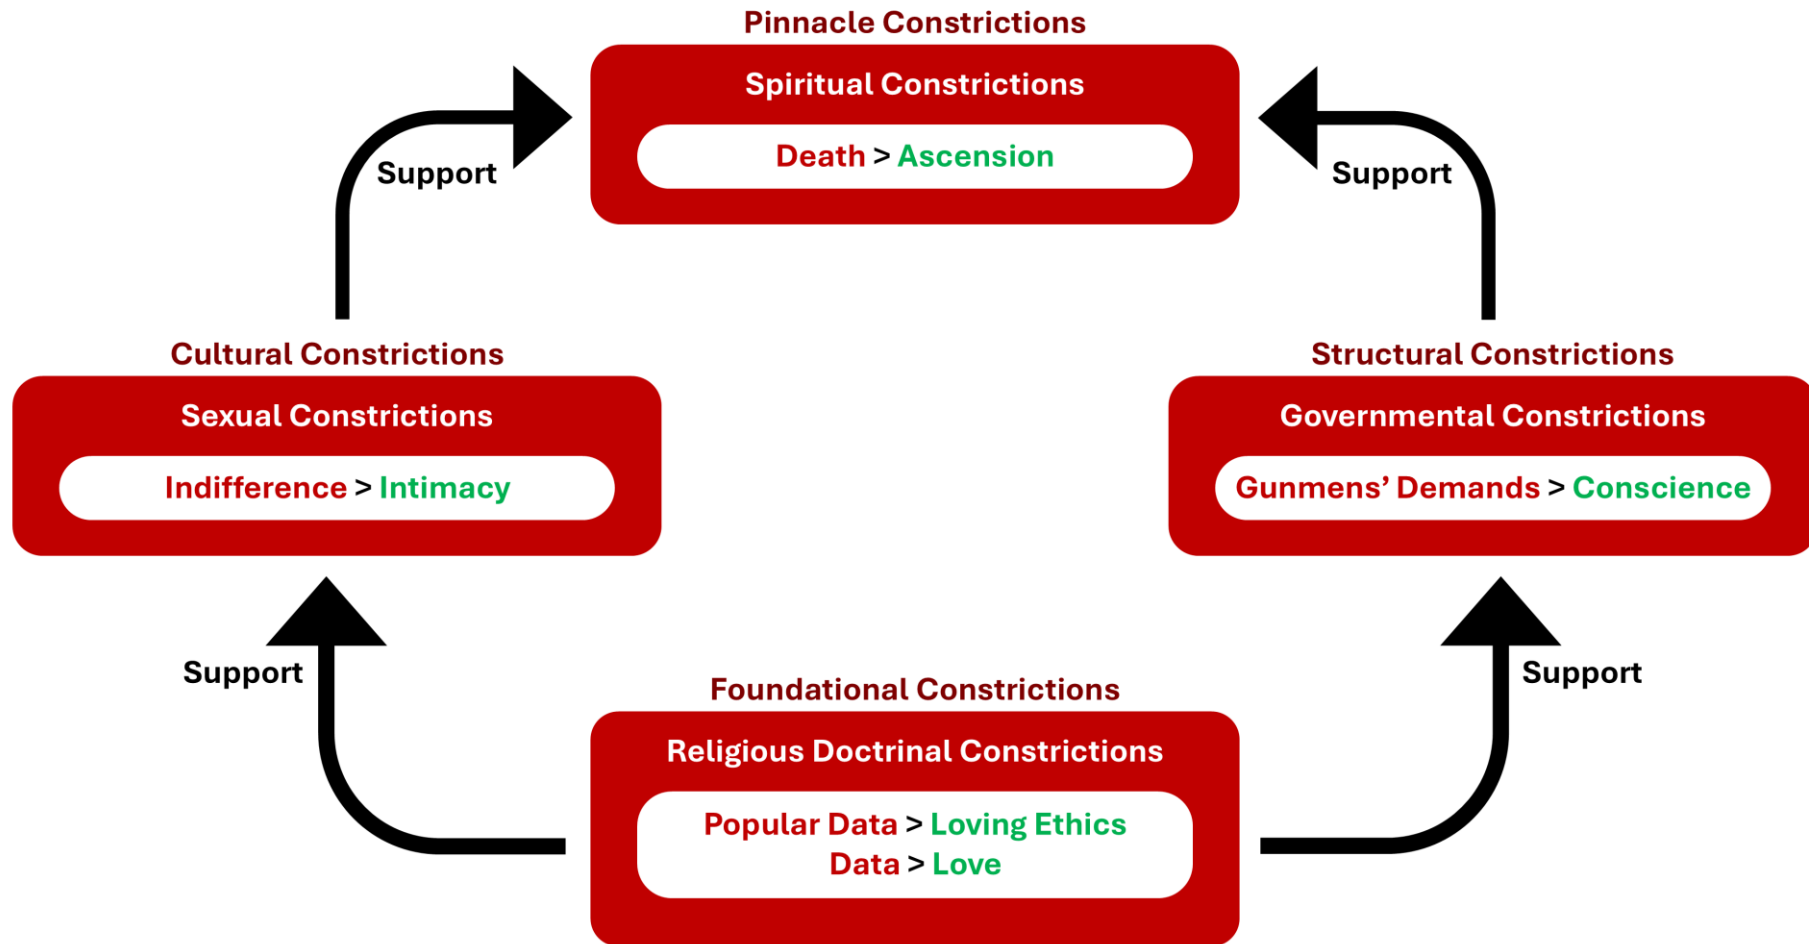 Pinnacle Constrictions
Spiritual Constrictions
Death > Ascension
Support
Support
Cultural Constrictions
Sexual Constrictions
Indifference > Intimacy
Structural Constrictions
Governmental Constrictions
Gunmens’ Demands > Conscience
Support
Support
Foundational Constrictions
Religious Doctrinal Constrictions
Popular Data > Loving Ethics
Data > Love